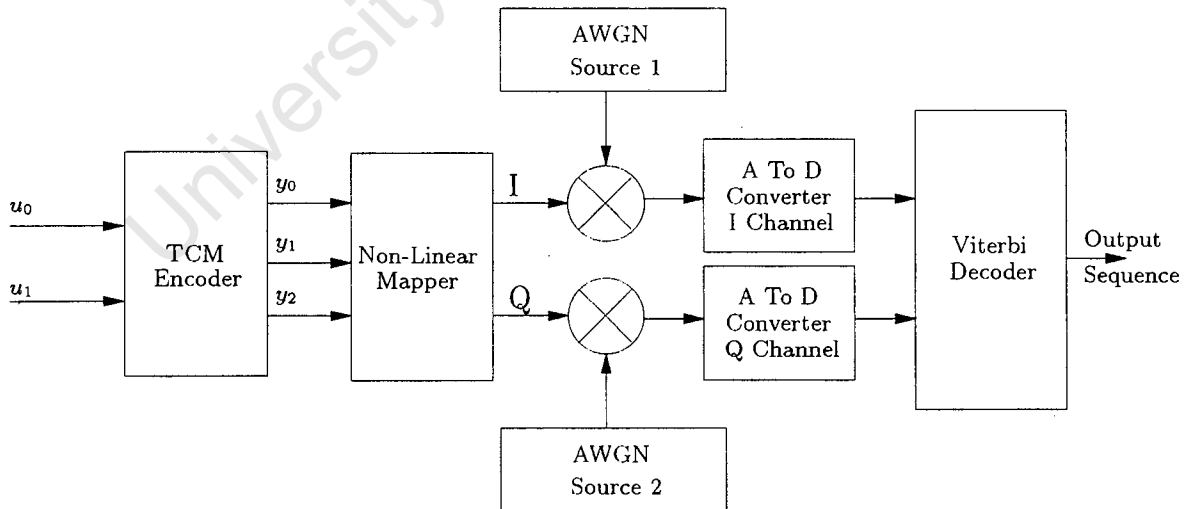 AWGN
Source 1
University
u₀
u₁
TCM
Encoder
y₀
y₁
y₂
Non-Linear
Mapper
I
Q
A To D
Converter
I Channel
A To D
Converter
Q Channel
Viterbi
Decoder
Output
Sequence
AWGN
Source 2